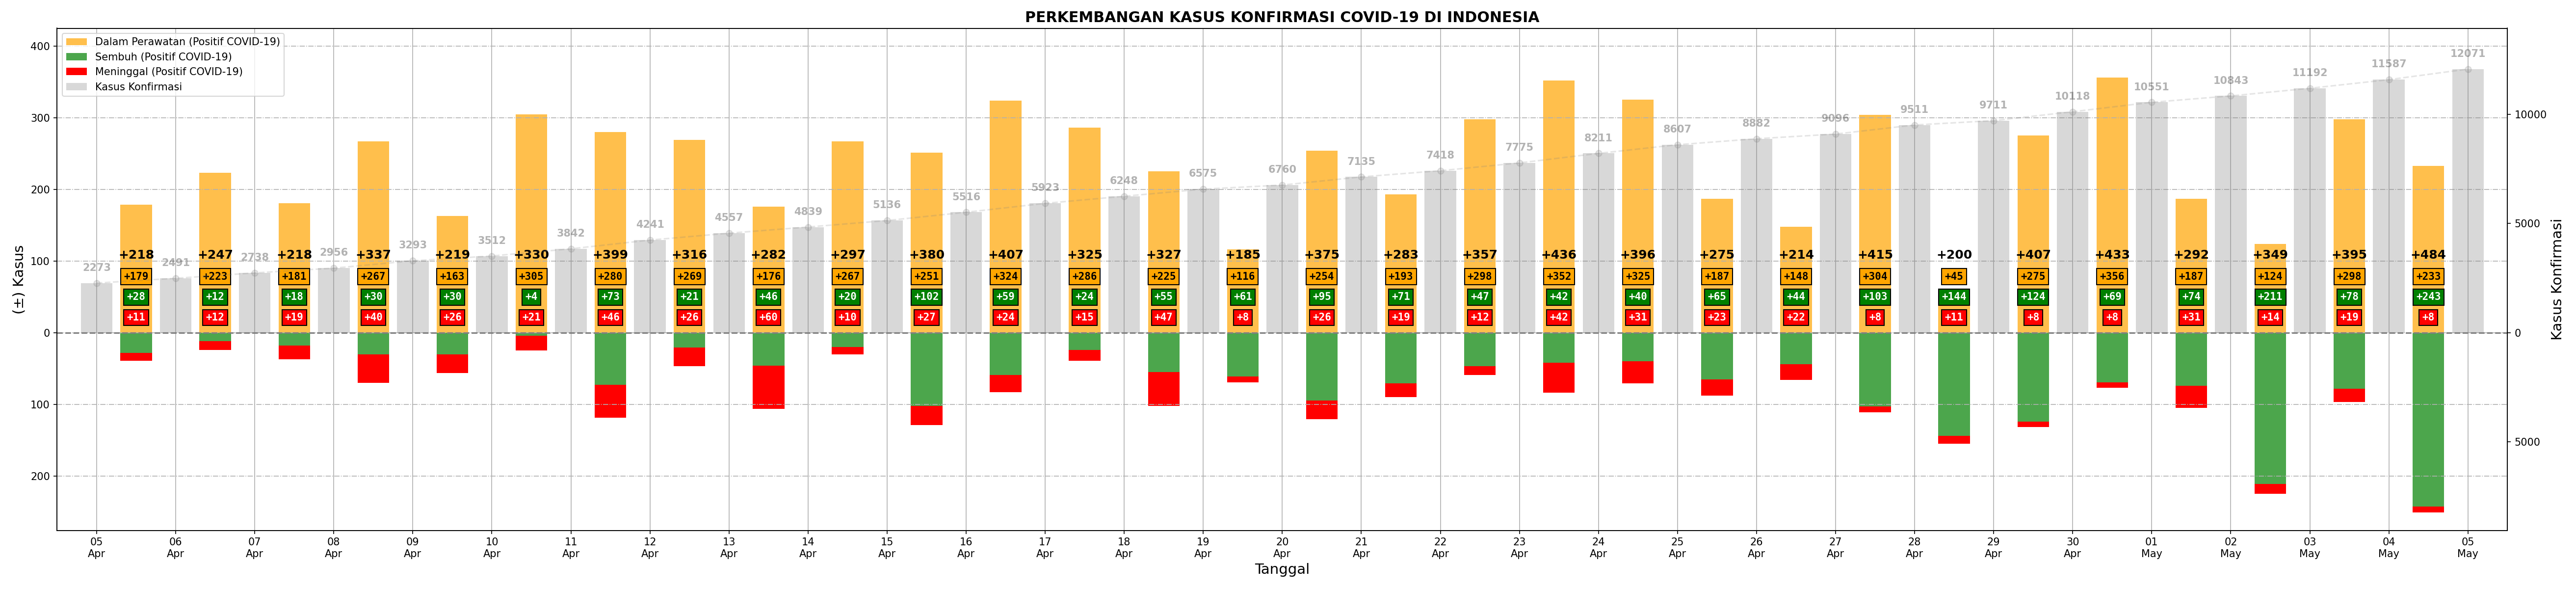 PERKEMBANGAN KASUS KONFIRMASI COVID-19 DI INDONESIA
Dalam Perawatan (Positif COVID-19)
Sembuh (Positif COVID-19)
Meninggal (Positif COVID-19)
Kasus Konfirmasi
(±) Kasus
400
300
200
100
0
100
200
Kasus Konfirmasi
10000
5000
0
5000
2273 2491 2738 2956 3293 3512 3842 4241 4557 4839 5136 5516 5923 6248 6575 6760 7135 7418 7775 8211 8607 8882 9096 9511 9711 10118 10551 10843 11192 11587 12071
+218 +247 +218 +337 +219 +330 +399 +316 +282 +297 +380 +407 +325 +327 +185 +375 +283 +357 +436 +396 +275 +214 +415 +200 +407 +433 +292 +349 +395 +484
+179 +223 +181 +267 +163 +305 +280 +269 +176 +267 +251 +324 +286 +225 +116 +254 +193 +298 +352 +325 +187 +148 +304 +45 +275 +356 +187 +124 +298 +233
+28 +12 +18 +30 +30 +4 +73 +21 +46 +20 +102 +59 +24 +55 +61 +95 +71 +47 +42 +40 +65 +44 +103 +144 +124 +69 +74 +211 +78 +243
+11 +12 +19 +40 +26 +21 +46 +26 +60 +10 +27 +24 +15 +47 +8 +26 +19 +12 +42 +31 +23 +22 +8 +11 +8 +8 +31 +14 +19 +8
05 06 07 08 09 10 11 12 13 14 15 16 17 18 19 20 21 22 23 24 25 26 27 28 29 30 01 02 03 04 05
Apr Apr Apr Apr Apr Apr Apr Apr Apr Apr Apr Apr Apr Apr Apr Apr Apr Apr Apr Apr Apr Apr Apr Apr Apr Apr May May May May May
Tanggal